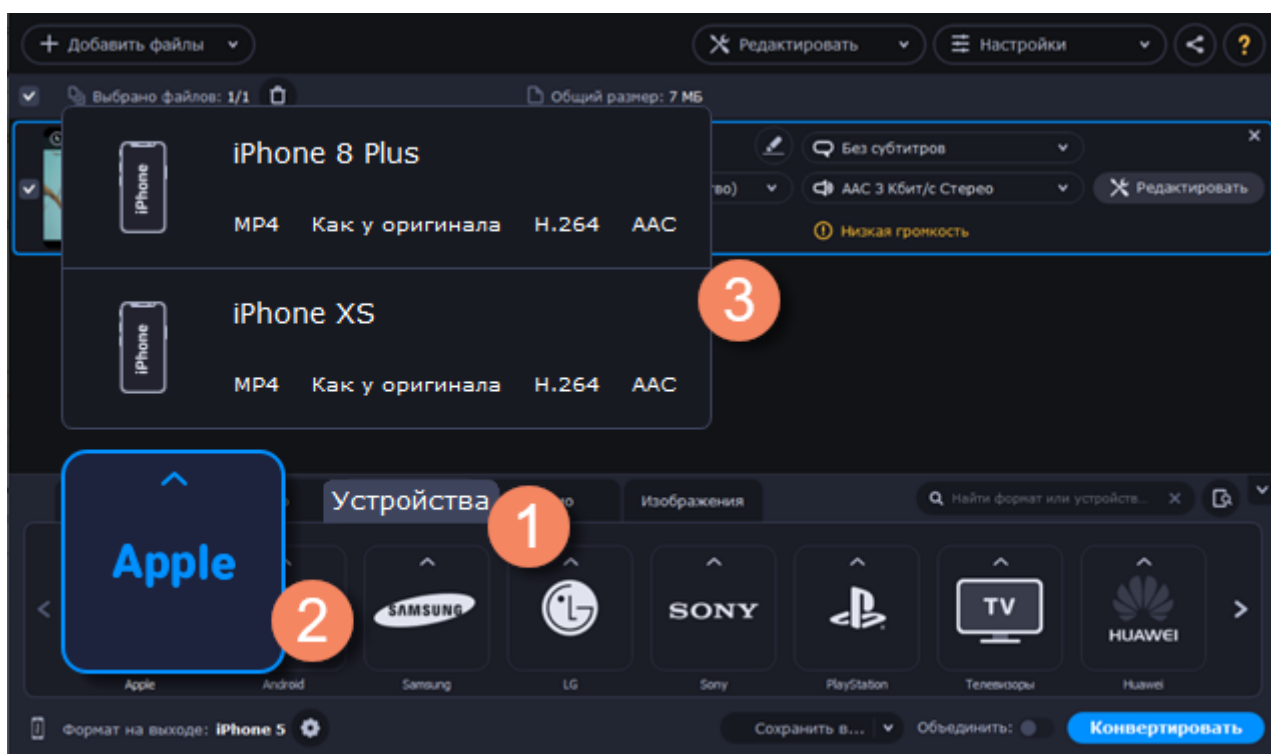 Добавить файлы
Редактировать
Настройки
?
Выбрано файлов: 1/1
Общий размер: 7 МБ
iPhone
iPhone 8 Plus
MP4 Как у оригинала H.264 AAC
Без субтитров
во)
AAC 3 Кбит/с Стерео
Редактировать
Низкая громкость
3
iPhone
iPhone XS
MP4 Как у оригинала H.264 AAC
Устройства
1
Изображения
Найти формат или устройств...
Apple
2
SAMSUNG
LG
SONY
TV
HUAWEI
Apple
Android
Samsung
LG
Sony
PlayStation
Телевизоры
Huawei
Формат на выходе: iPhone 5
Сохранить в...
Объединить:
Конвертировать